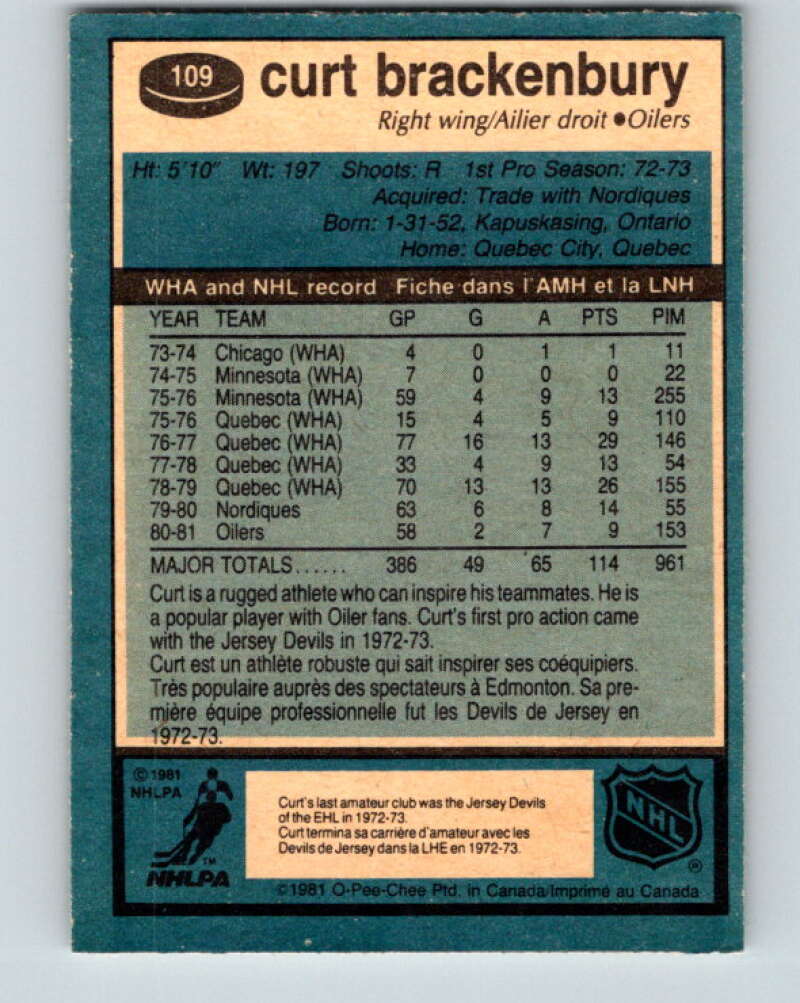 109 curt brackenbury
Right wing/Ailier droit ●Oilers
Ht: 5'10" Wt: 197 Shoots: R 1st Pro Season: 72-73
Acquired: Trade with Nordiques
Born: 1-31-52, Kapuskasing, Ontario
Home: Quebec City, Quebec
WHA and NHL record Fiche dans l'AMH et la LNH
YEAR TEAM GP G A PTS PIM
73-74 Chicago (WHA) 4 0 1 1 11
74-75 Minnesota (WHA) 7 0 0 0 22
75-76 Minnesota (WHA) 59 4 9 13 255
75-76 Quebec (WHA) 15 4 5 9 110
76-77 Quebec (WHA) 77 16 13 29 146
77-78 Quebec (WHA) 33 4 9 13 54
78-79 Quebec (WHA) 70 13 13 26 155
79-80 Nordiques 63 6 8 14 55
80-81 Oilers 58 2 7 9 153
MAJOR TOTALS...... 386 49 65 114 961
Curt is a rugged athlete who can inspire his teammates. He is
a popular player with Oiler fans. Curt's first pro action came
with the Jersey Devils in 1972-73.
Curt est un athlète robuste qui sait inspirer ses coéquipiers.
Très populaire auprès des spectateurs à Edmonton. Sa pre-
mière équipe professionnelle fut les Devils de Jersey en
1972-73.
©1981
NHLPA
TM
NHLPA
Curt's last amateur club was the Jersey Devils
of the EHL in 1972-73.
Curt termina sa carrière d'amateur avec les
Devils de Jersey dans la LHE en 1972-73.
NHL
®
©1981 O-Pee-Chee Ptd. in Canada/Imprimé au Canada